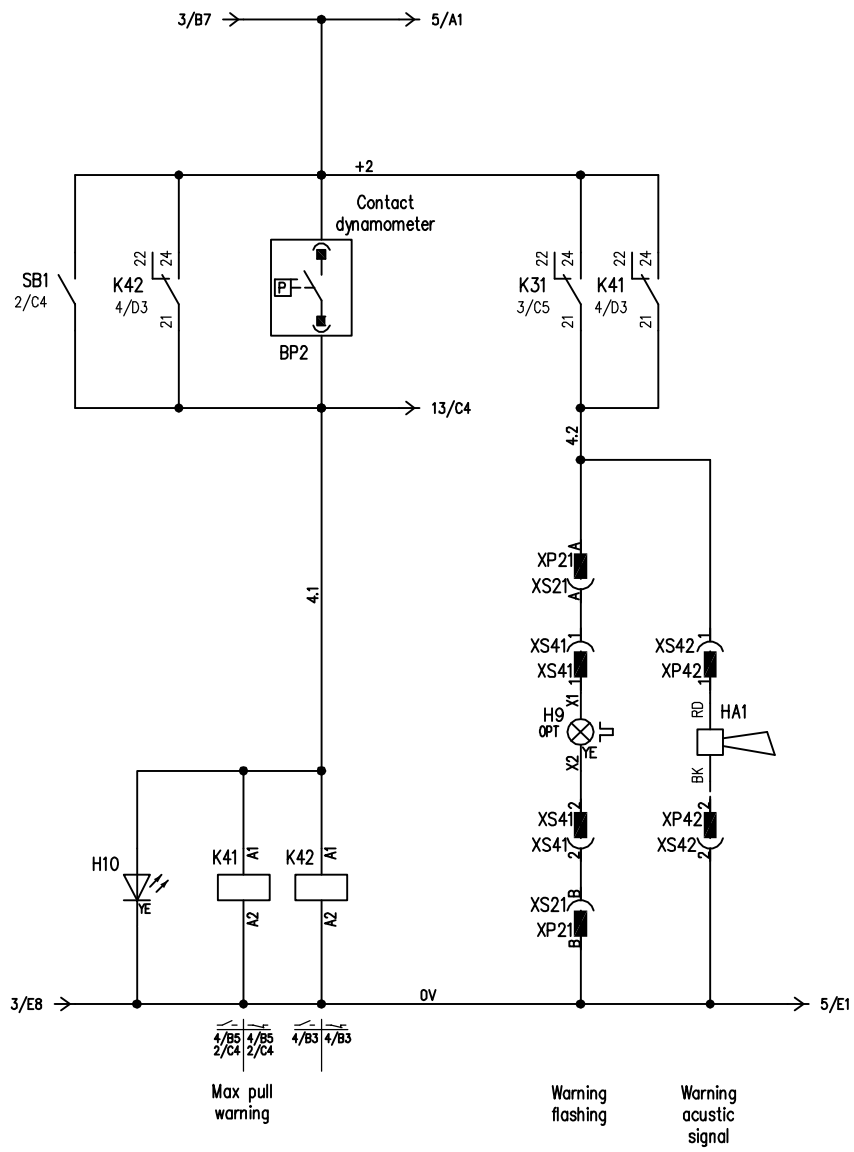 3/B7
5/A1
+2
Contact
dynamometer
22
24
SB1
2/C4
K42
4/D3
21
P
BP2
22
24
K31
3/C5
21
22
24
K41
4/D3
21
13/C4
4.2
4.1
A
XP21
XS21
A
1
XS41
XS41
1
X1
H9
OPT
YE
X2
2
XS41
XS41
2
B
XS21
XP21
B
1
XS42
XP42
1
RD
HA1
BK
2
XP42
XS42
2
H10
YE
K41
A1
A2
K42
A1
A2
3/E8
0V
5/E1
4/B5 4/B5
2/C4 2/C4
4/B3 4/B3
Max pull
warning
Warning
flashing
Warning
acustic
signal